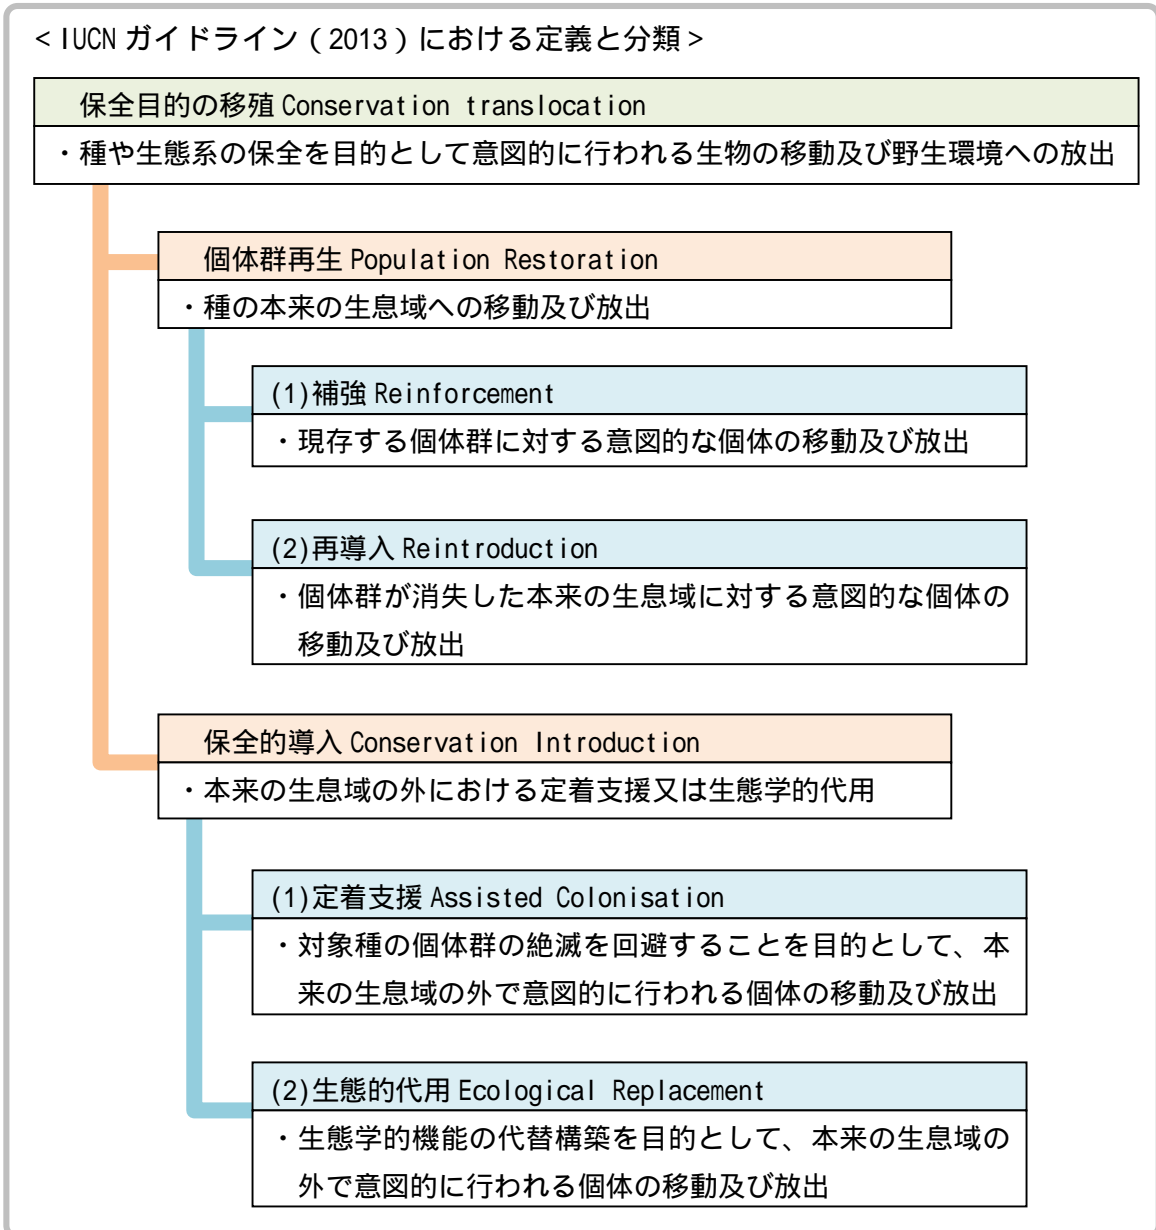 <IUCN ガイドライン(2013)における定義と分類>
保全目的の移殖 Conservation translocation
・種や生態系の保全を目的として意図的に行われる生物の移動及び野生環境への放出
個体群再生 Population Restoration
・種の本来の生息域への移動及び放出
(1)補強 Reinforcement
・現存する個体群に対する意図的な個体の移動及び放出
(2)再導入 Reintroduction
・個体群が消失した本来の生息域に対する意図的な個体の
移動及び放出
保全的導入 Conservation Introduction
・本来の生息域の外における定着支援又は生態学的代用
(1)定着支援 Assisted Colonisation
・対象種の個体群の絶滅を回避することを目的として、本
来の生息域の外で意図的に行われる個体の移動及び放出
(2)生態的代用 Ecological Replacement
・生態学的機能の代替構築を目的として、本来の生息域の
外で意図的に行われる個体の移動及び放出